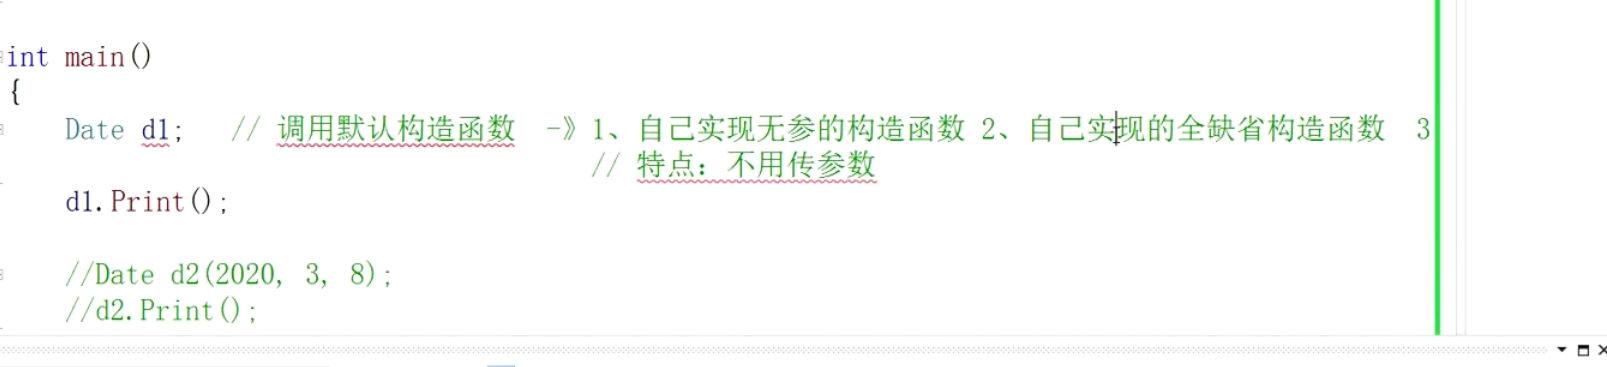 int main()
{
Date d1; // 调用默认构造函数 -》1、自己实现无参的构造函数 2、自己实现的全缺省构造函数 3
// 特点：不用传参数
d1.Print();
//Date d2(2020, 3, 8);
//d2.Print();